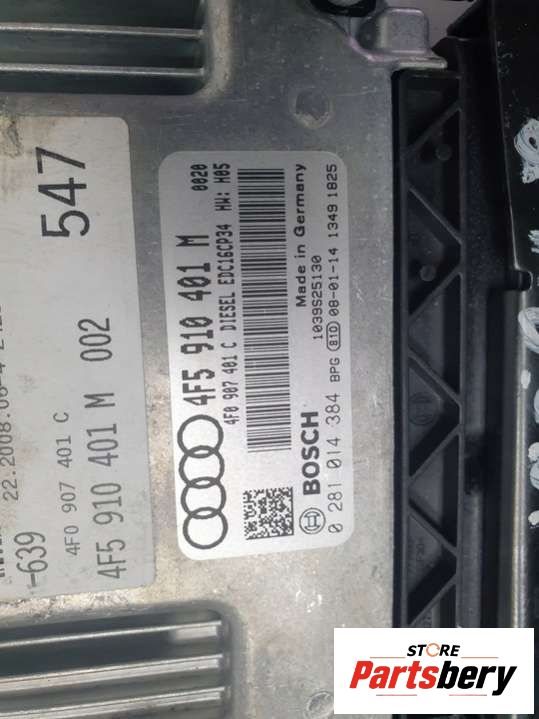 547
22.2008
-639
4F0 907 401 C
4F5 910 401 M 002
4F5 910 401 M 0020
4F0 907 401 C DIESEL EDC16CP34 HW: H05
Made in Germany
1039S25130
BOSCH
0 281 014 384 BPG 81D 08-01-14 1349 1825
STORE
Partsbery